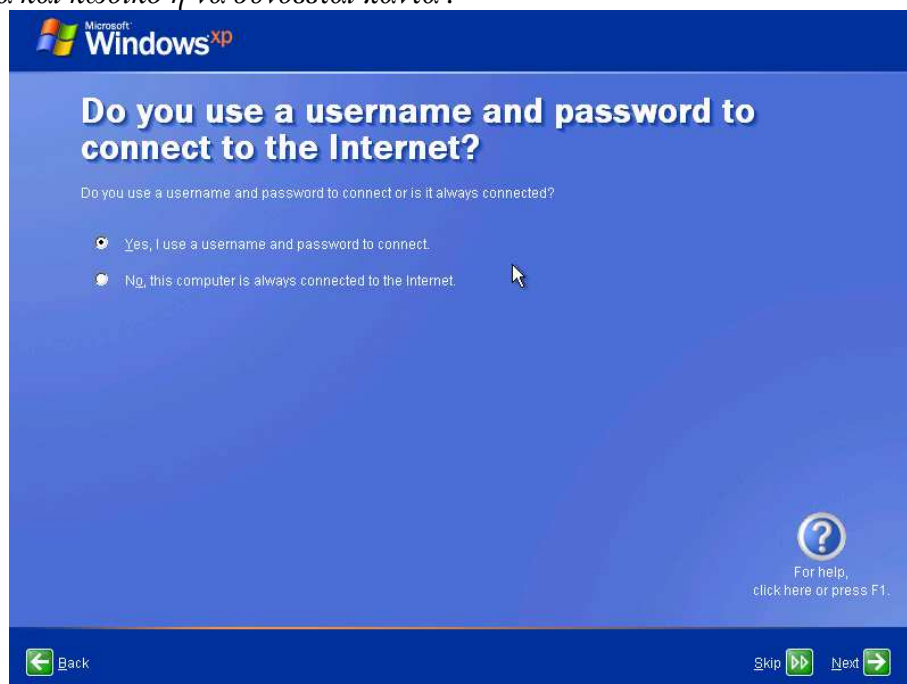 και
ή να
Microsoft
Windows xp
Do you use a username and password to
connect to the Internet?
Do you use a username and password to connect or is it always connected?
Yes, I use a username and password to connect.
No, this computer is always connected to the Internet.
For help,
click here or press F1.
Back
Skip
Next